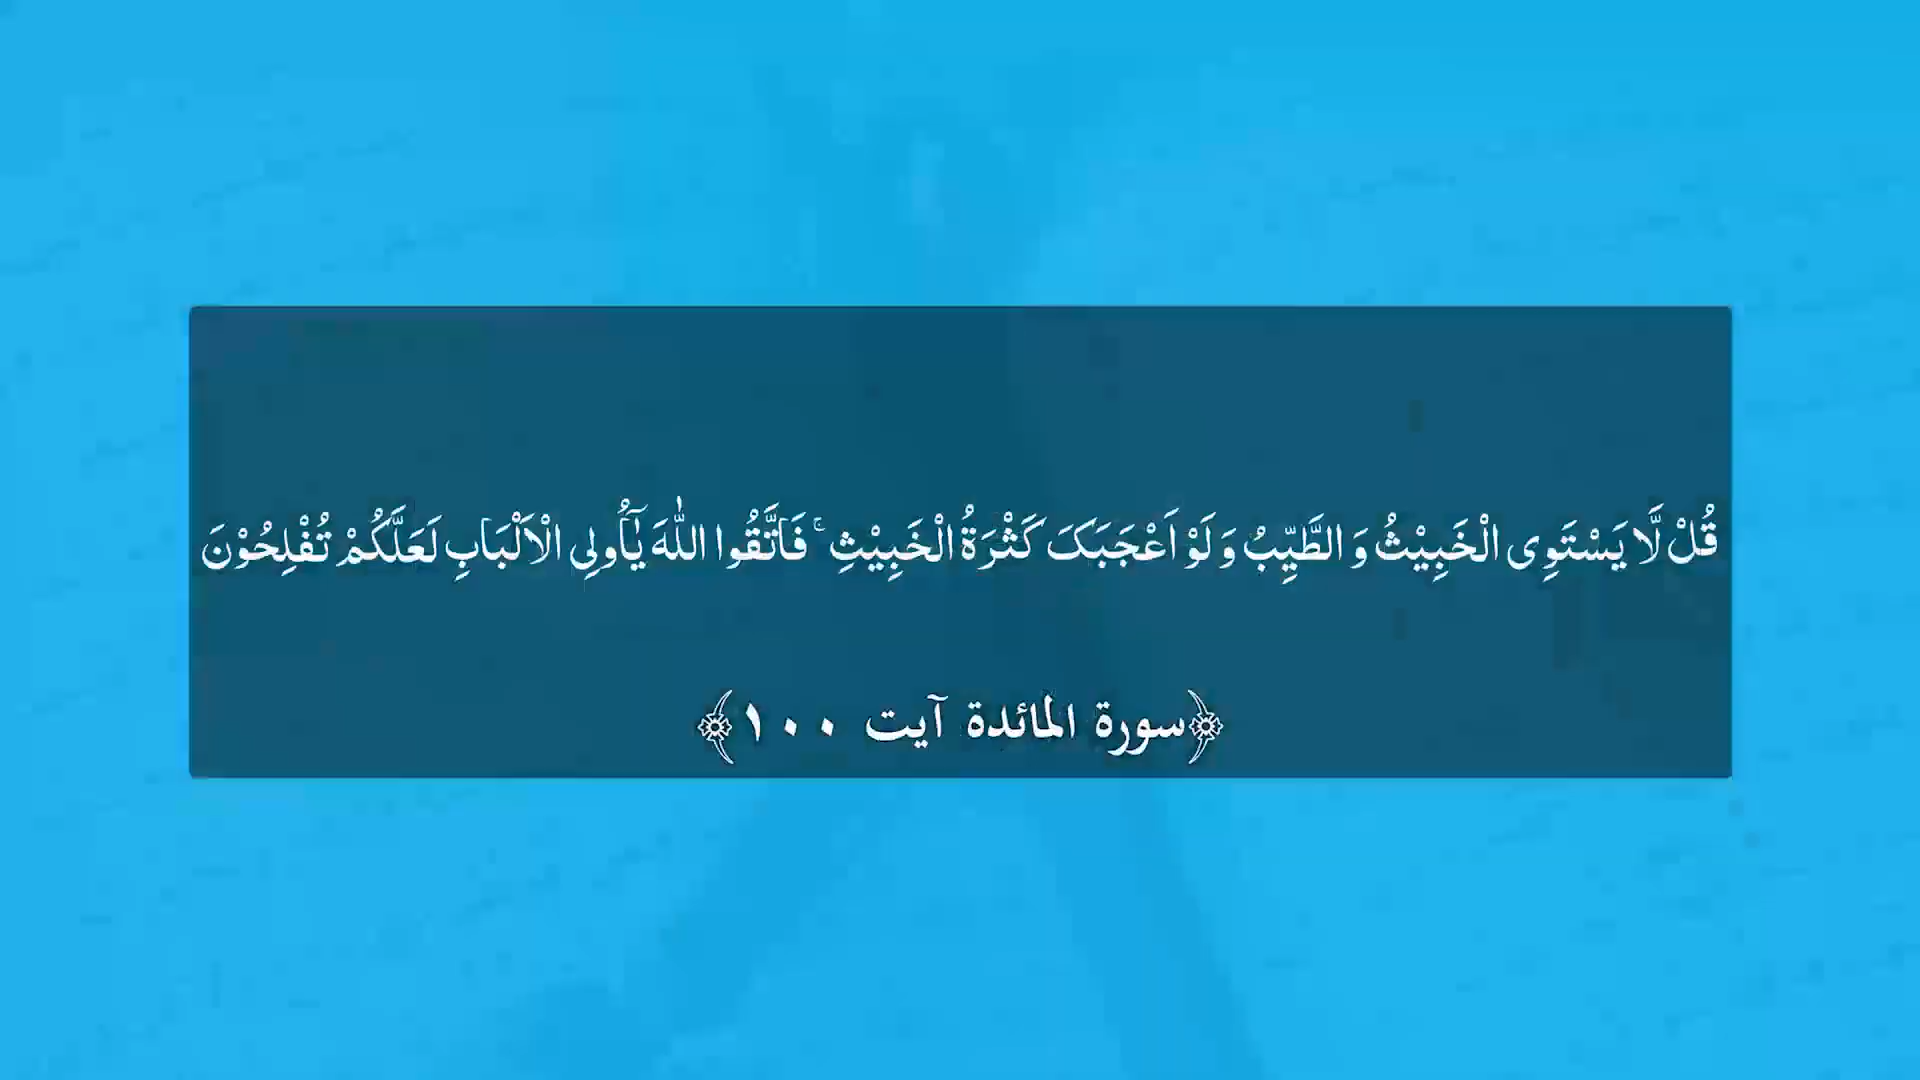 قُلْ لَّا يَسْتَوِى الْخَبِيْثُ وَ الطَّيِّبُ وَ لَوْ اَعْجَبَکَ كَثْرَةُ الْخَبِيْثِ ۚ فَاتَّقُوا اللّٰهَ يٰۤاُولِى الْاَلْبَابِ لَعَلَّكُمْ تُفْلِحُوْنَ
﴿سورة المائدة آيت ١٠٠﴾